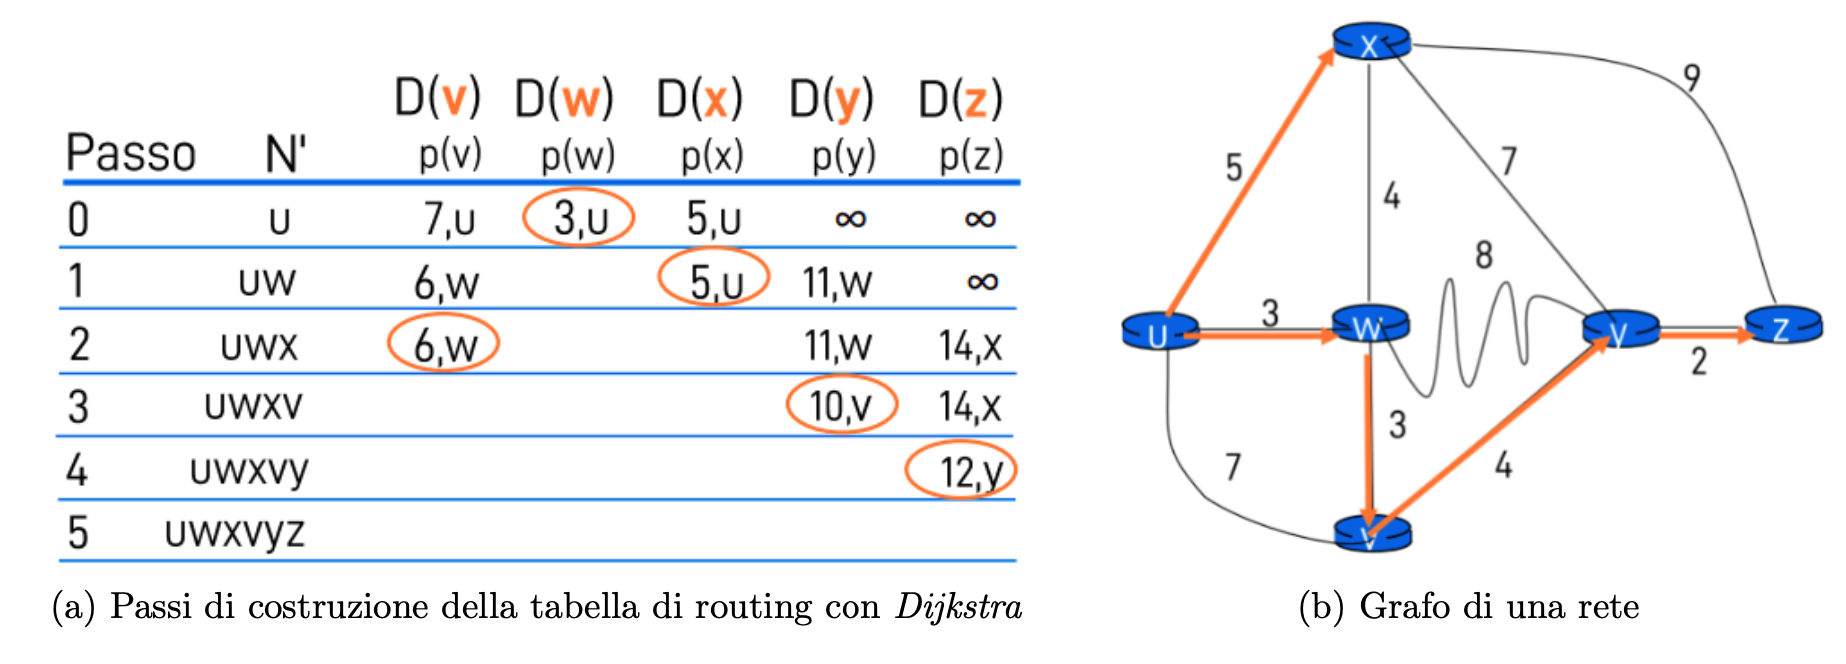 D(v) D(w) D(x) D(y) D(z)
Passo N' p(v) p(w) p(x) p(y) p(z)
0 u 7,u 3,u 5,u ∞ ∞
1 uw 6,w 5,u 11,w ∞
2 uwx 6,w 11,w 14,x
3 uwxv 10,v 14,x
4 uwxvy 12,y
5 uwxvyz
(a) Passi di costruzione della tabella di routing con Dijkstra
x
9
5
7
4
8
u
3
w
y
z
2
3
7
4
v
(b) Grafo di una rete